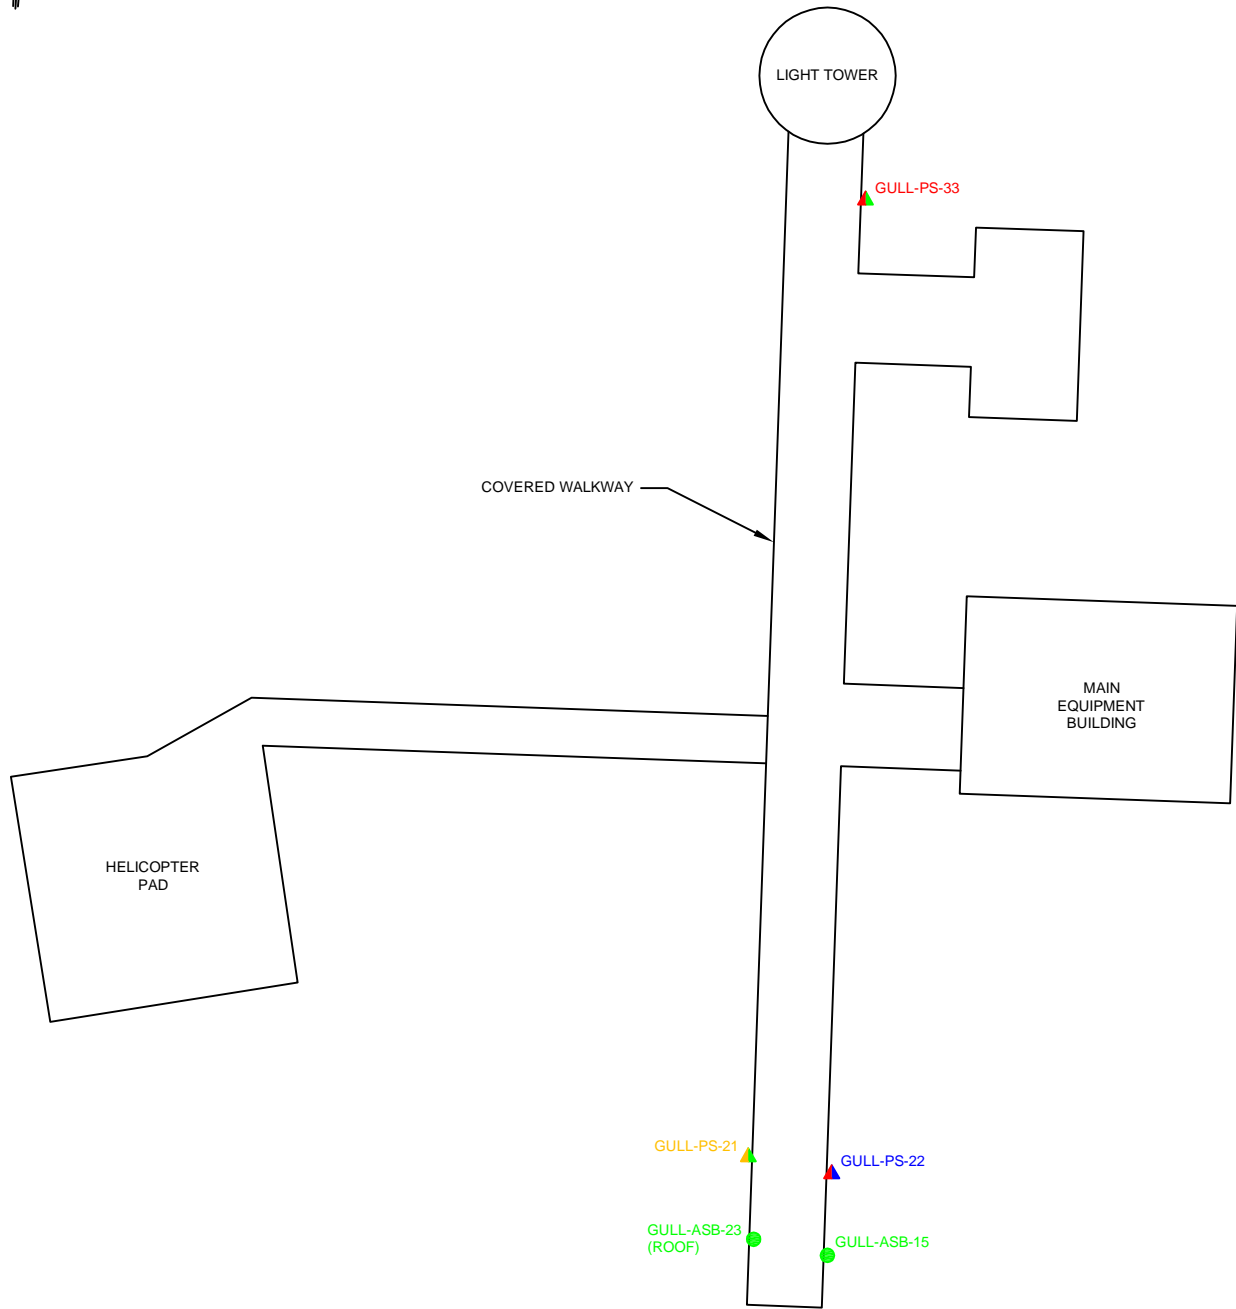 LIGHT TOWER
GULL-PS-33
COVERED WALKWAY
MAIN
EQUIPMENT
BUILDING
HELICOPTER
PAD
GULL-PS-21
GULL-PS-22
GULL-ASB-23
(ROOF)
GULL-ASB-15